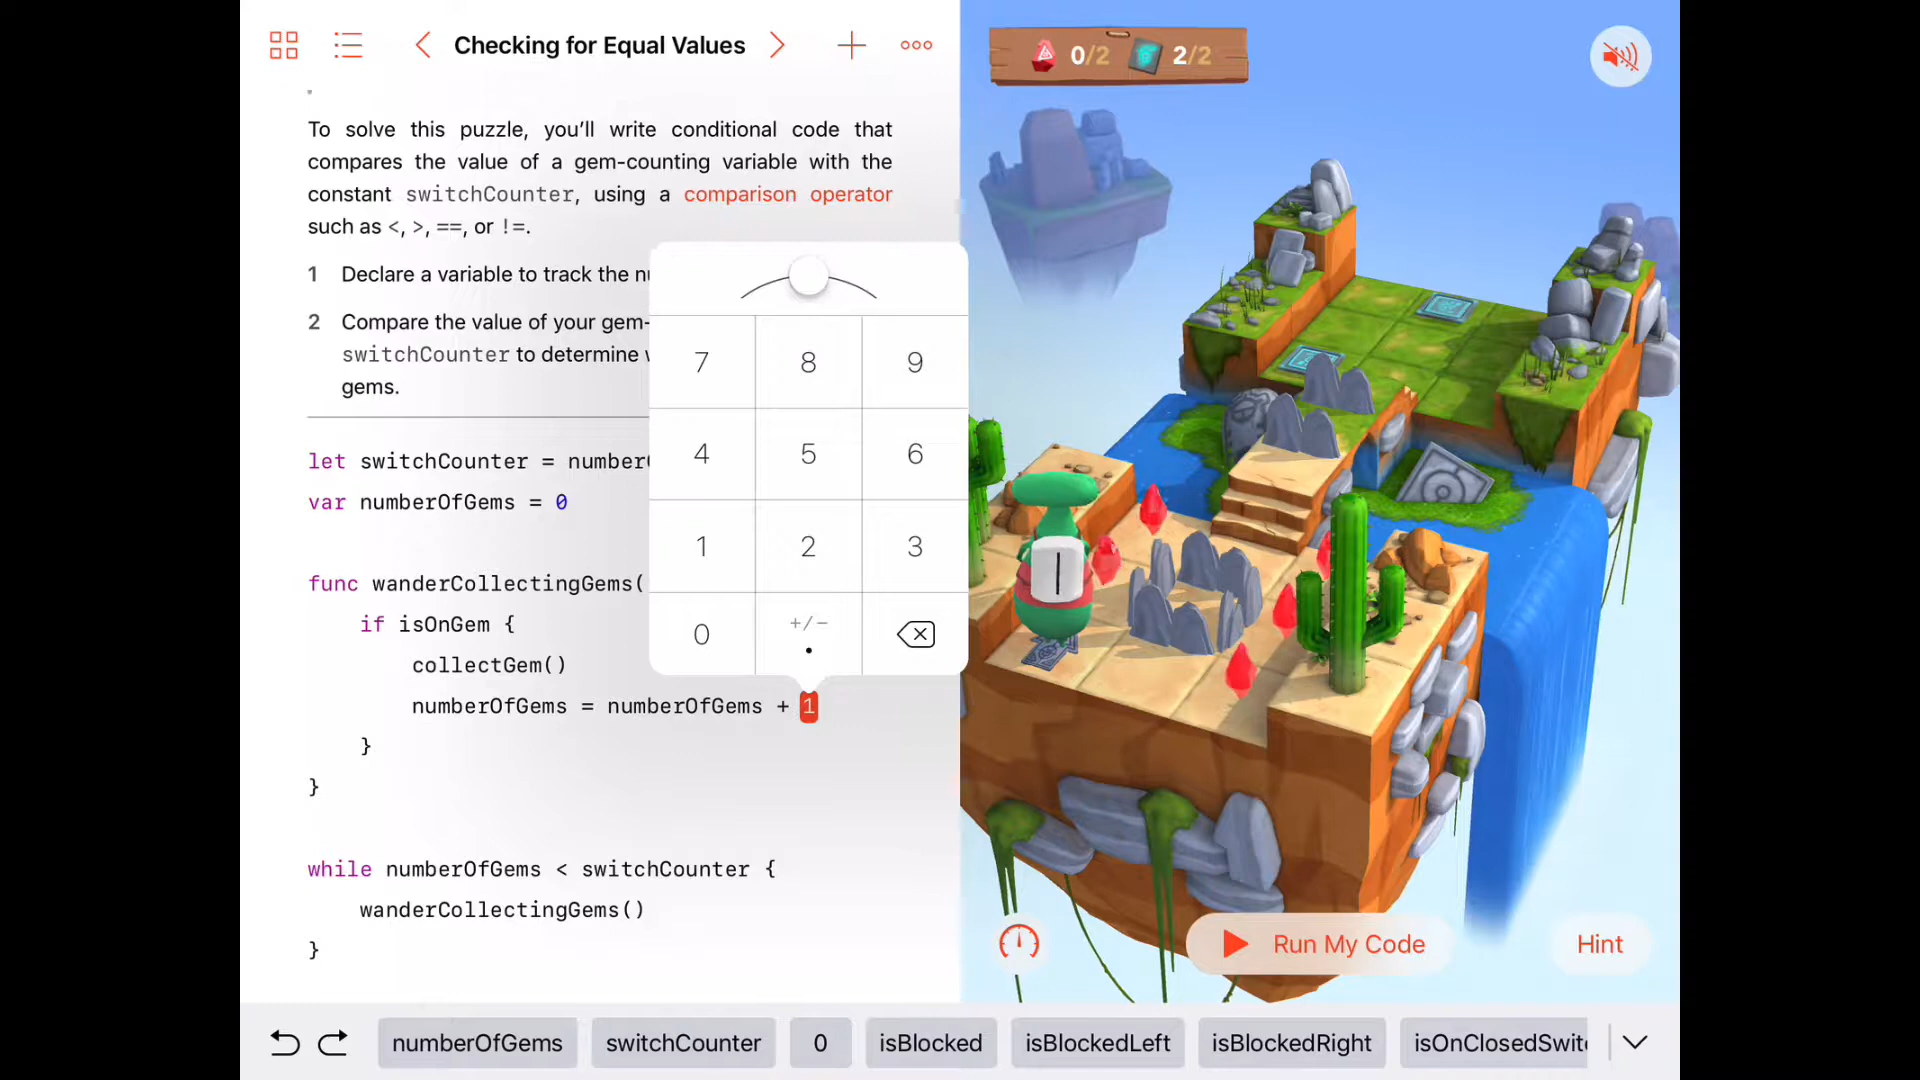 Checking for Equal Values
0/2
2/2
To solve this puzzle, you'll write conditional code that
compares the value of a gem-counting variable with the
constant switchCounter, using a comparison operator
such as <, >, ==, or !=.
1 Declare a variable to track the
2 Compare the value of your gem-
switchCounter to determine
gems.
7 8 9
4 5 6
1 2 3
0 +/- .
let switchCounter =
var numberOfGems = 0
func wanderCollectingGems(
if isOnGem {
collectGem()
numberOfGems = numberOfGems + 1
}
}
while numberOfGems < switchCounter {
wanderCollectingGems()
}
Run My Code
Hint
numberOfGems switchCounter 0 isBlocked isBlockedLeft isBlockedRight